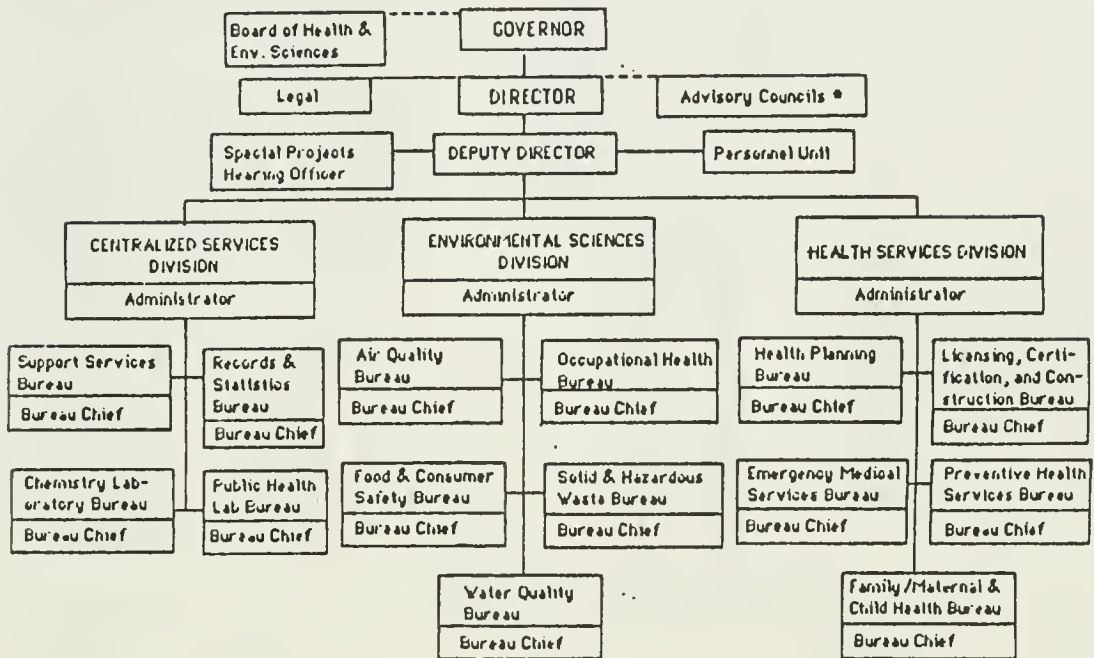 Board of Health &
Env. Sciences
GOVERNOR
Legal
DIRECTOR
Advisory Councils *
Special Projects
Hearing Officer
DEPUTY DIRECTOR
Personnel Unit
CENTRALIZED SERVICES
DIVISION
Administrator
ENVIRONMENTAL SCIENCES
DIVISION
Administrator
HEALTH SERVICES DIVISION
Administrator
Support Services
Bureau
Bureau Chief
Records &
Statistics
Bureau
Bureau Chief
Air Quality
Bureau
Bureau Chief
Occupational Health
Bureau
Bureau Chief
Health Planning
Bureau
Bureau Chief
Licensing, Certi-
fication, and Con-
struction Bureau
Bureau Chief
Chemistry Lab-
oratory Bureau
Bureau Chief
Public Health
Lab Bureau
Bureau Chief
Food & Consumer
Safety Bureau
Bureau Chief
Solid & Hazardous
Waste Bureau
Bureau Chief
Emergency Medical
Services Bureau
Bureau Chief
Preventive Health
Services Bureau
Bureau Chief
Water Quality
Bureau
Bureau Chief
Family/Maternal &
Child Health Bureau
Bureau Chief